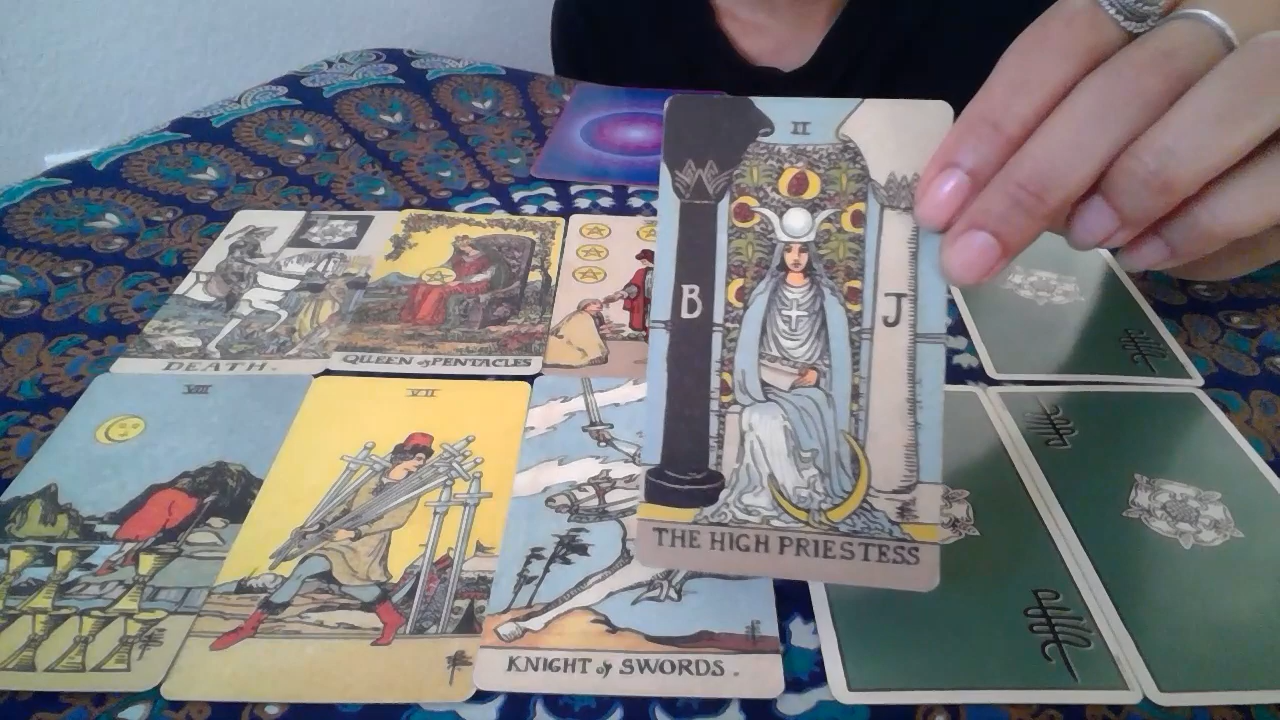 II
B
J
THE HIGH PRIESTESS
DEATH.
QUEEN of PENTACLES
VIII
VII
KNIGHT of SWORDS.